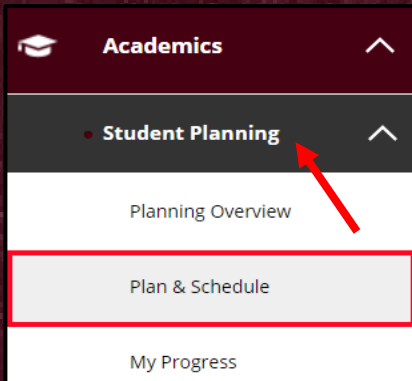 Academics
Student Planning
Planning Overview
Plan & Schedule
My Progress